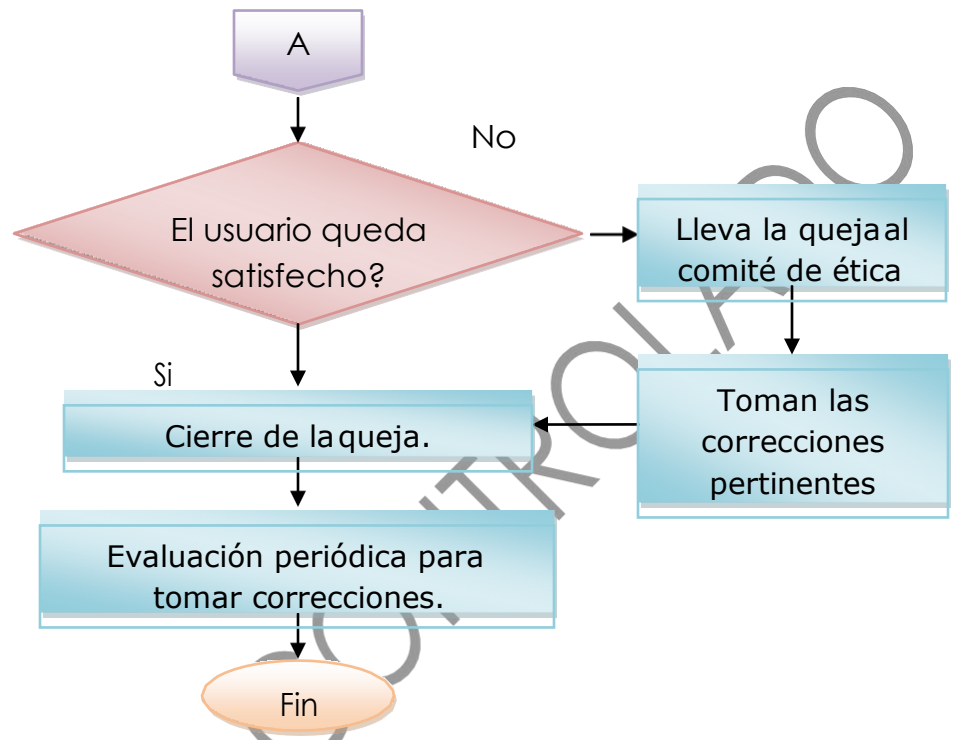 A
No
El usuario queda
satisfecho?
Lleva la queja al
comité de ética
Si
Toman las
correcciones
pertinentes
Cierre de la queja.
Evaluación periódica para
tomar correcciones.
Fin
CONTROLADO